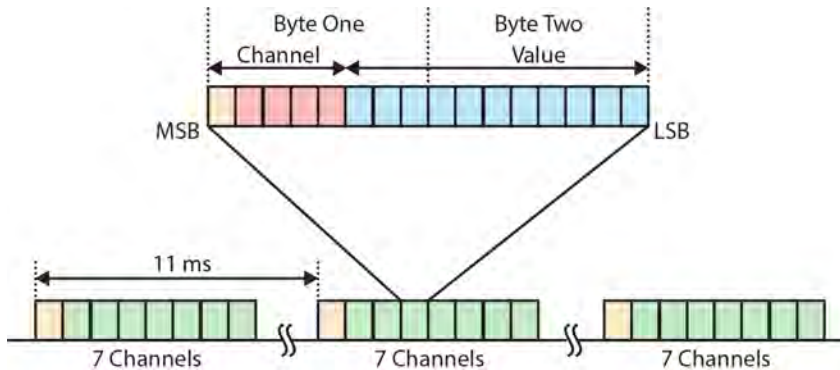 Byte One Byte Two
Channel Value
MSB LSB
11 ms
7 Channels 7 Channels 7 Channels